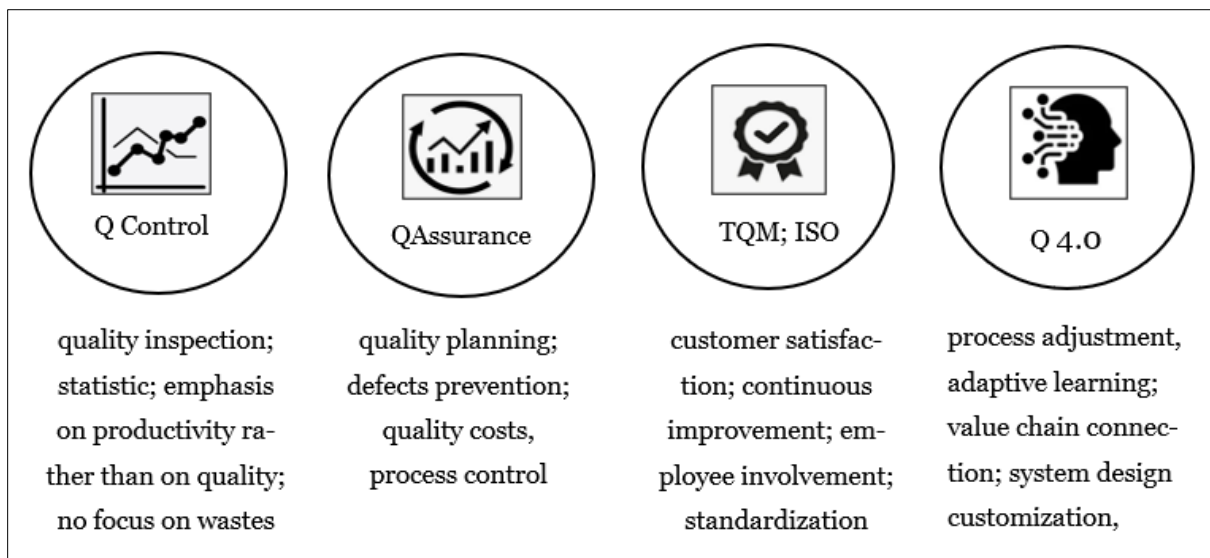 Q Control
quality inspection;
statistic; emphasis
on productivity ra-
ther than on quality;
no focus on wastes
QAssurance
quality planning;
defects prevention;
quality costs,
process control
TQM; ISO
customer satisfac-
tion; continuous
improvement; em-
ployee involvement;
standardization
Q 4.0
process adjustment,
adaptive learning;
value chain connec-
tion; system design
customization,